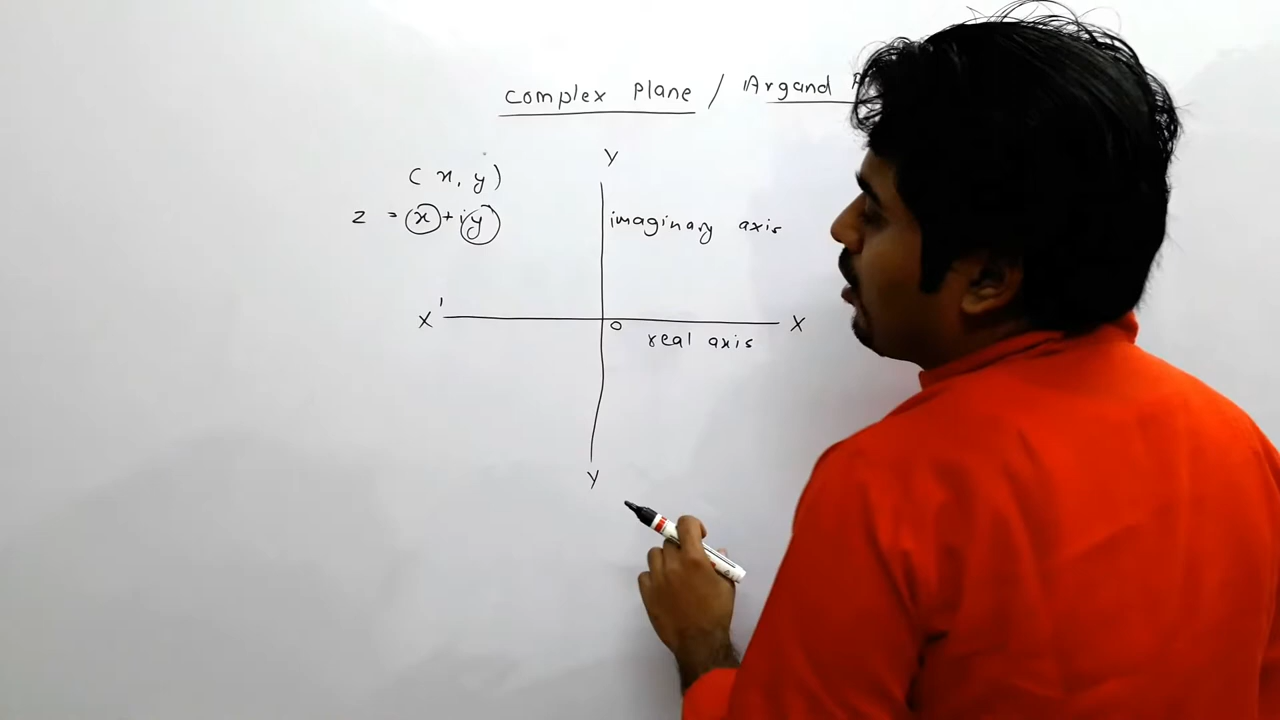 Complex Plane / Argand
Y
( x, y )
z = x + iy
imaginary axis
X' O X
real axis
Y